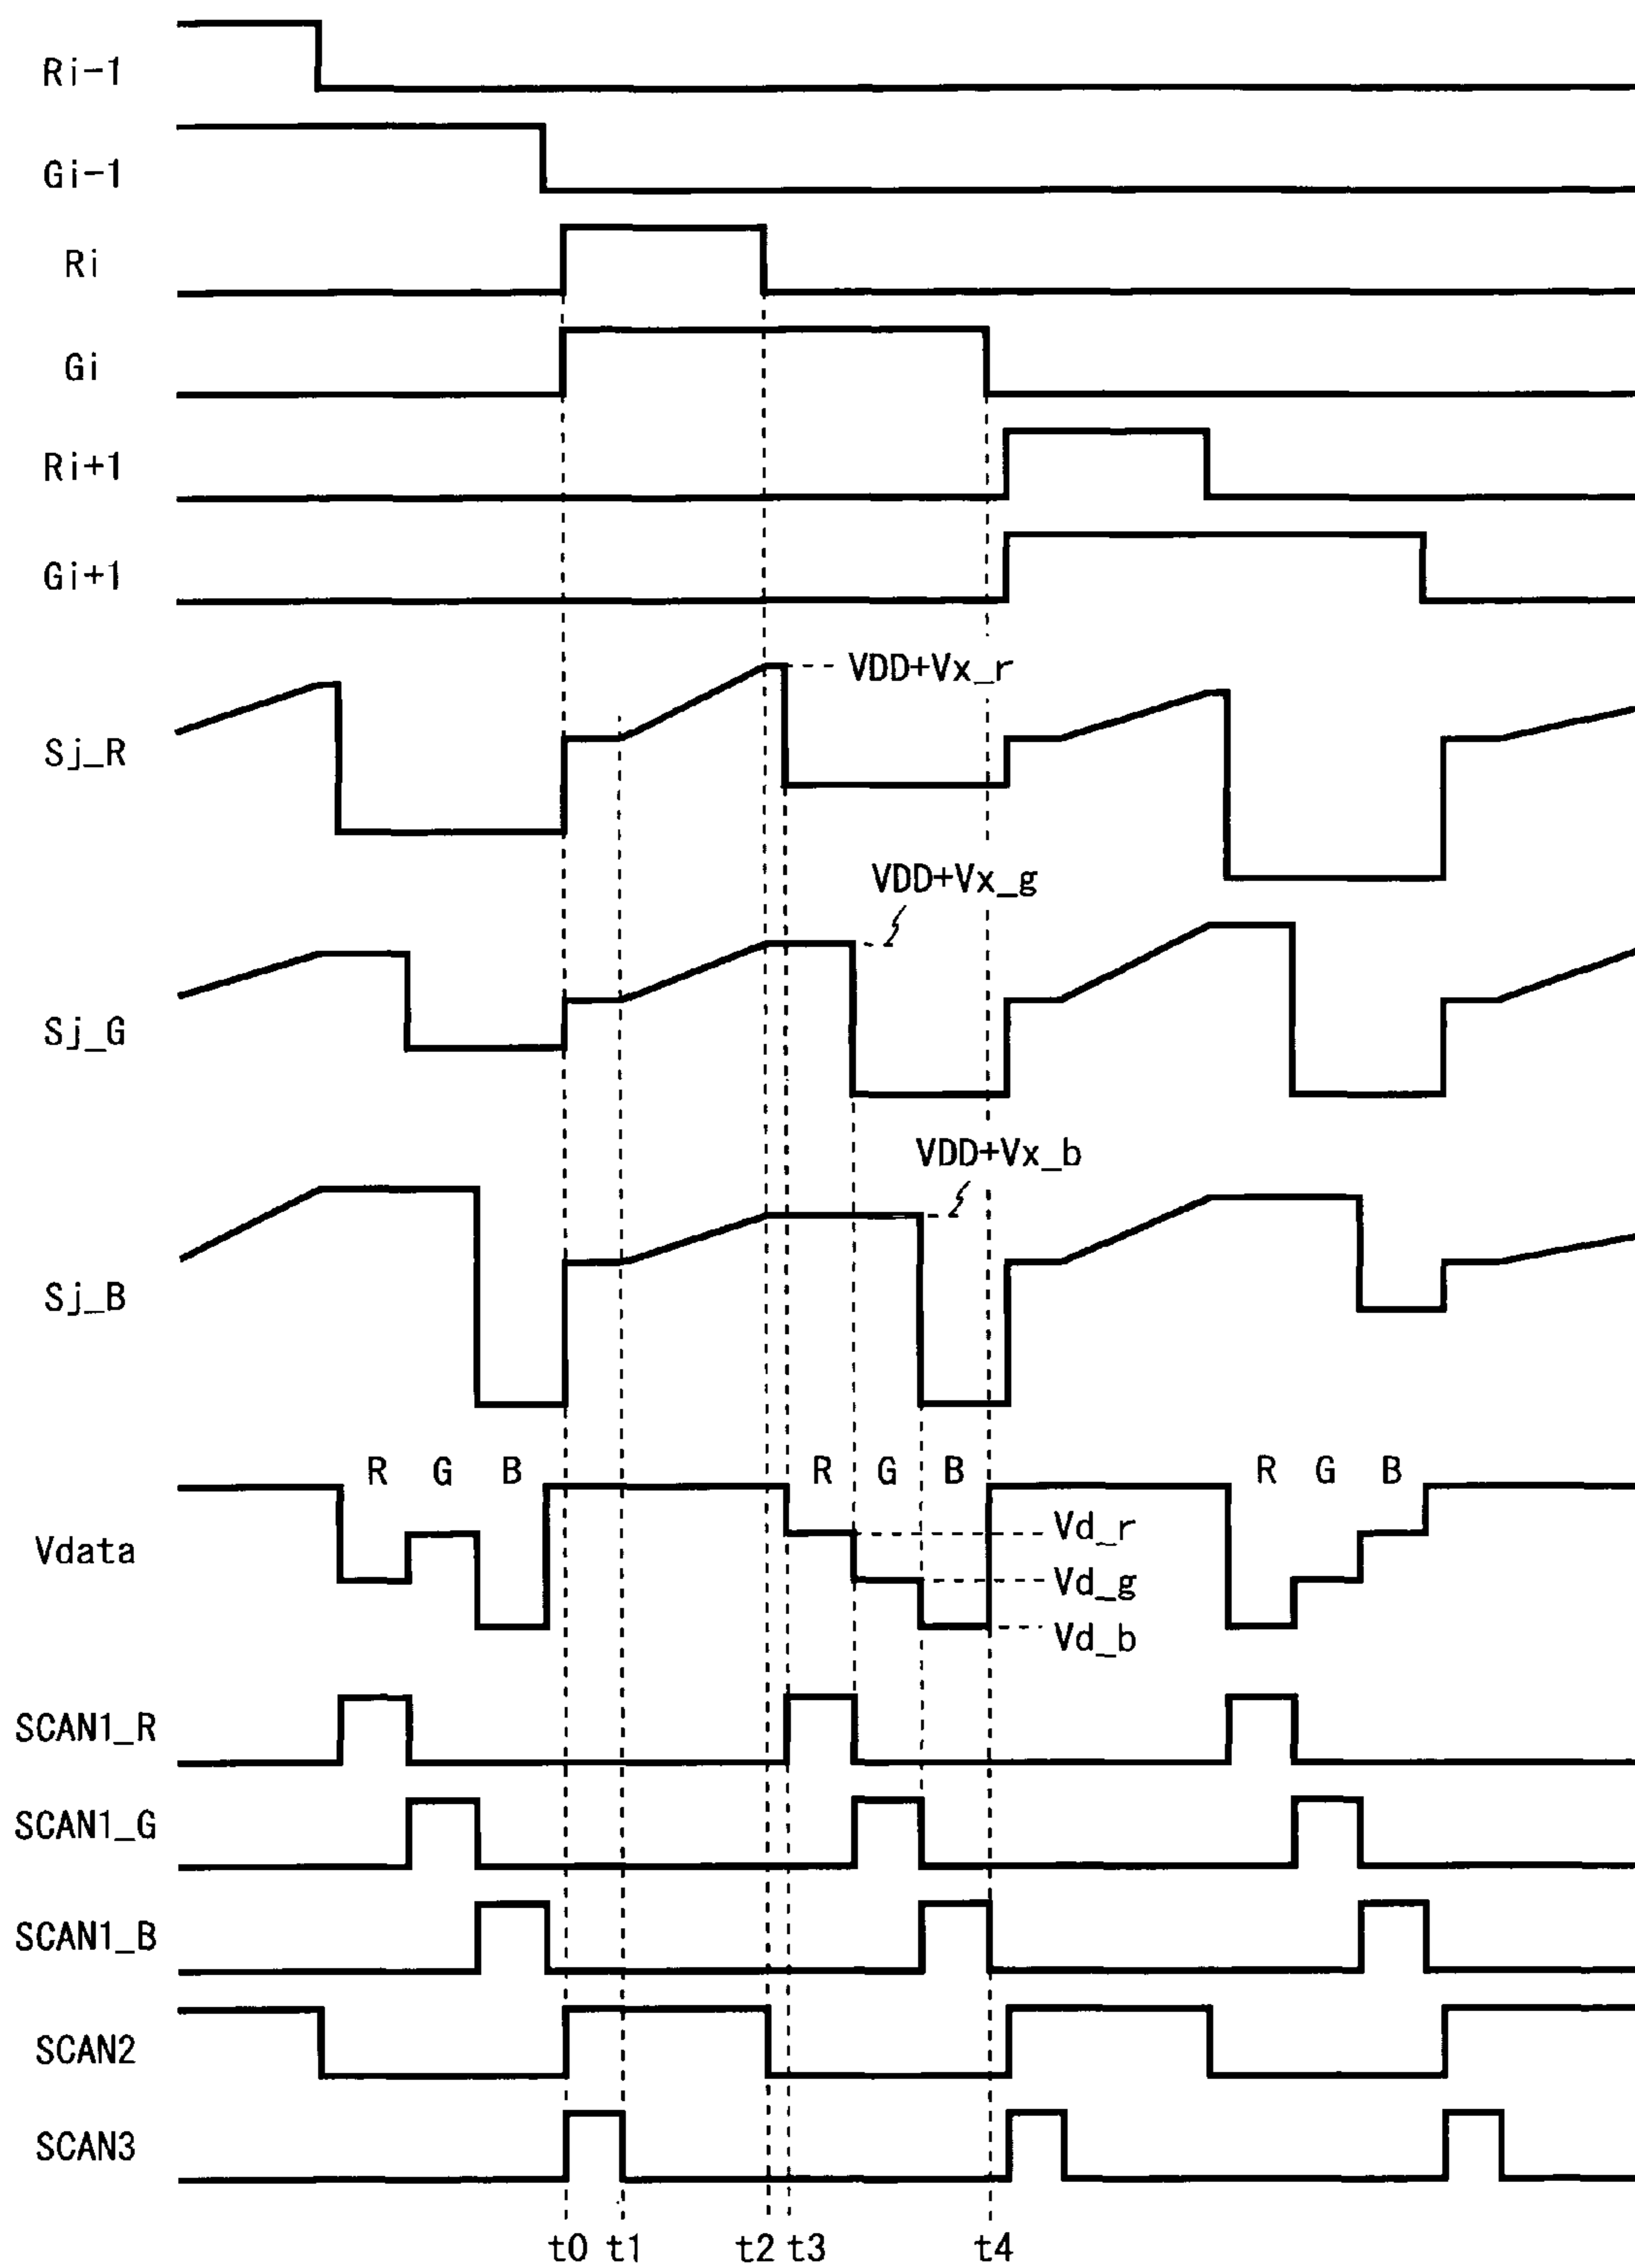 Ri-1
Gi-1
Ri
Gi
Ri+1
Gi+1
VDD+Vx_r
Sj_R
VDD+Vx_g
Sj_G
VDD+Vx_b
Sj_B
R G B R G B R G B
Vd_r
Vdata
Vd_g
Vd_b
SCAN1_R
SCAN1_G
SCAN1_B
SCAN2
SCAN3
t0 t1 t2 t3 t4